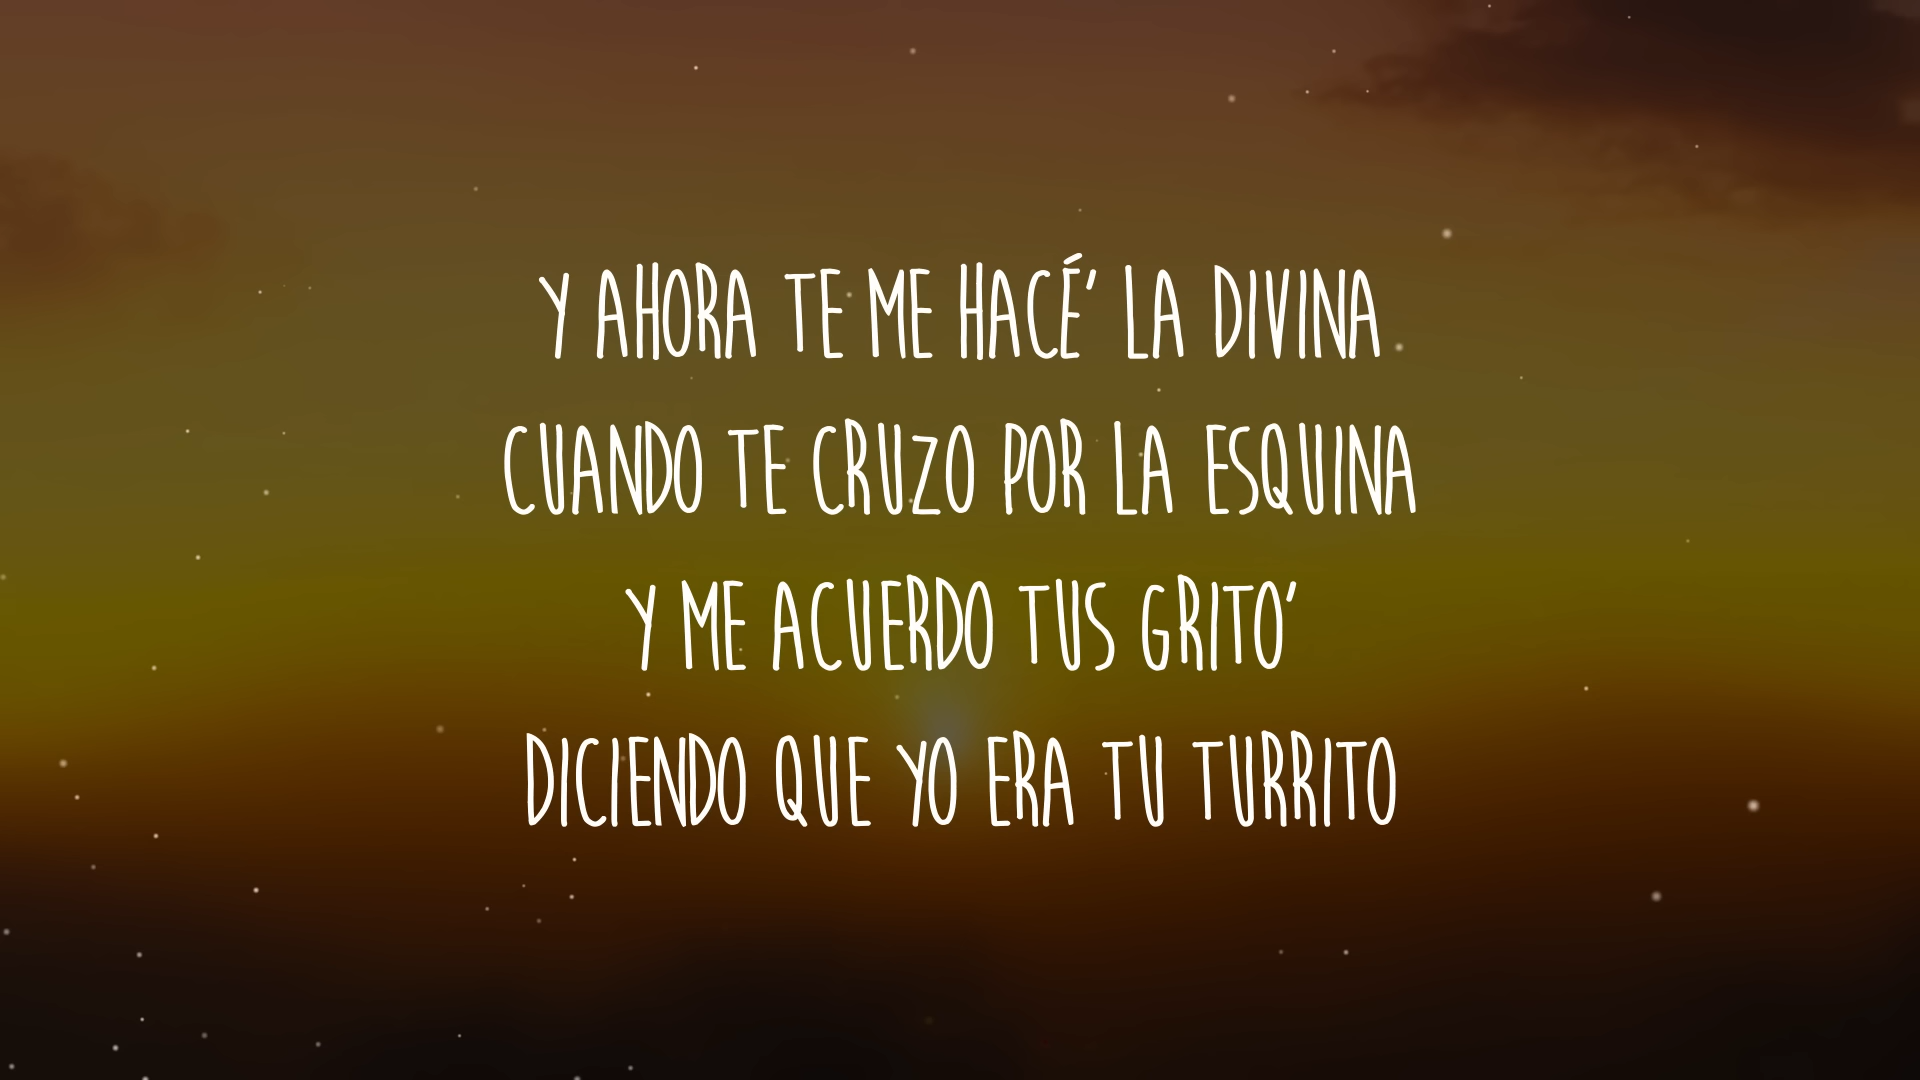 Y AHORA TE ME HACÉ' LA DIVINA
CUANDO TE CRUZO POR LA ESQUINA
Y ME ACUERDO TUS GRITO'
DICIENDO QUE YO ERA TU TURRITO